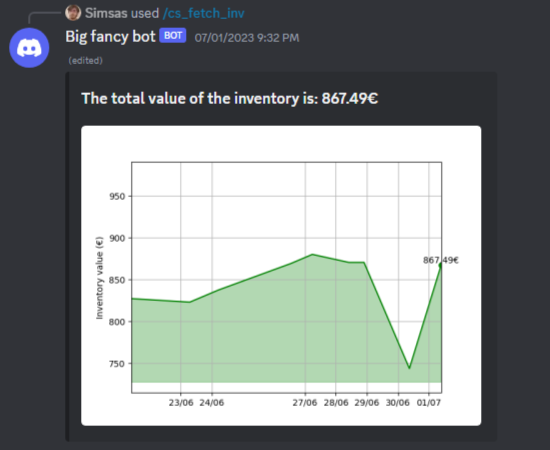 Simsas used /cs_fetch_inv
Big fancy bot BOT 07/01/2023 9:32 PM
(edited)
The total value of the inventory is: 867.49€
Inventory value (€)
950
900
850
800
750
867.49€
23/06 24/06 27/06 28/06 29/06 30/06 01/07